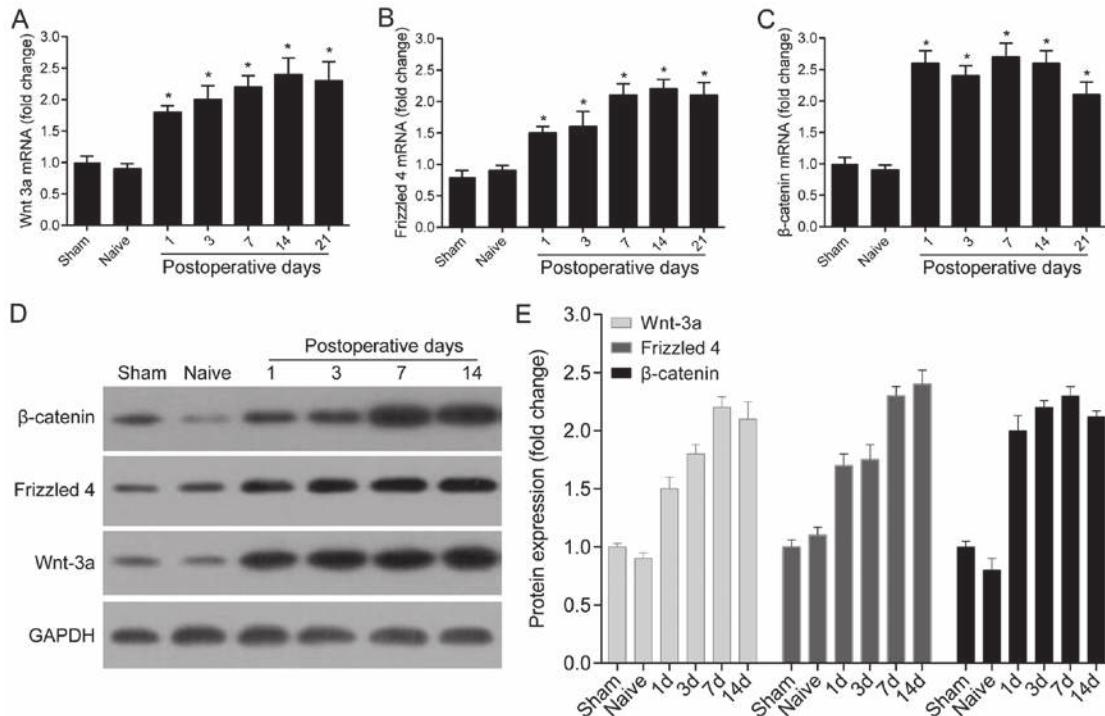 A
Wnt 3a mRNA (fold change)
3.0
2.5
2.0
1.5
1.0
0.5
0.0
* * * * *
Sham Naive 1 3 7 14 21
Postoperative days
B
Frizzled 4 mRNA (fold change)
3.0
2.5
2.0
1.5
1.0
0.5
0.0
* * * * *
Sham Naive 1 3 7 14 21
Postoperative days
C
β-catenin mRNA (fold change)
3.0
2.5
2.0
1.5
1.0
0.5
0.0
* * * * *
Sham Naive 1 3 7 14 21
Postoperative days
D
Postoperative days
Sham Naive 1 3 7 14
β-catenin
Frizzled 4
Wnt-3a
GAPDH
E
Protein expression (fold change)
3.0
2.5
2.0
1.5
1.0
0.5
0.0
Wnt-3a
Frizzled 4
β-catenin
Sham Naive 1d 3d 7d 14d Sham Naive 1d 3d 7d 14d Sham Naive 1d 3d 7d 14d